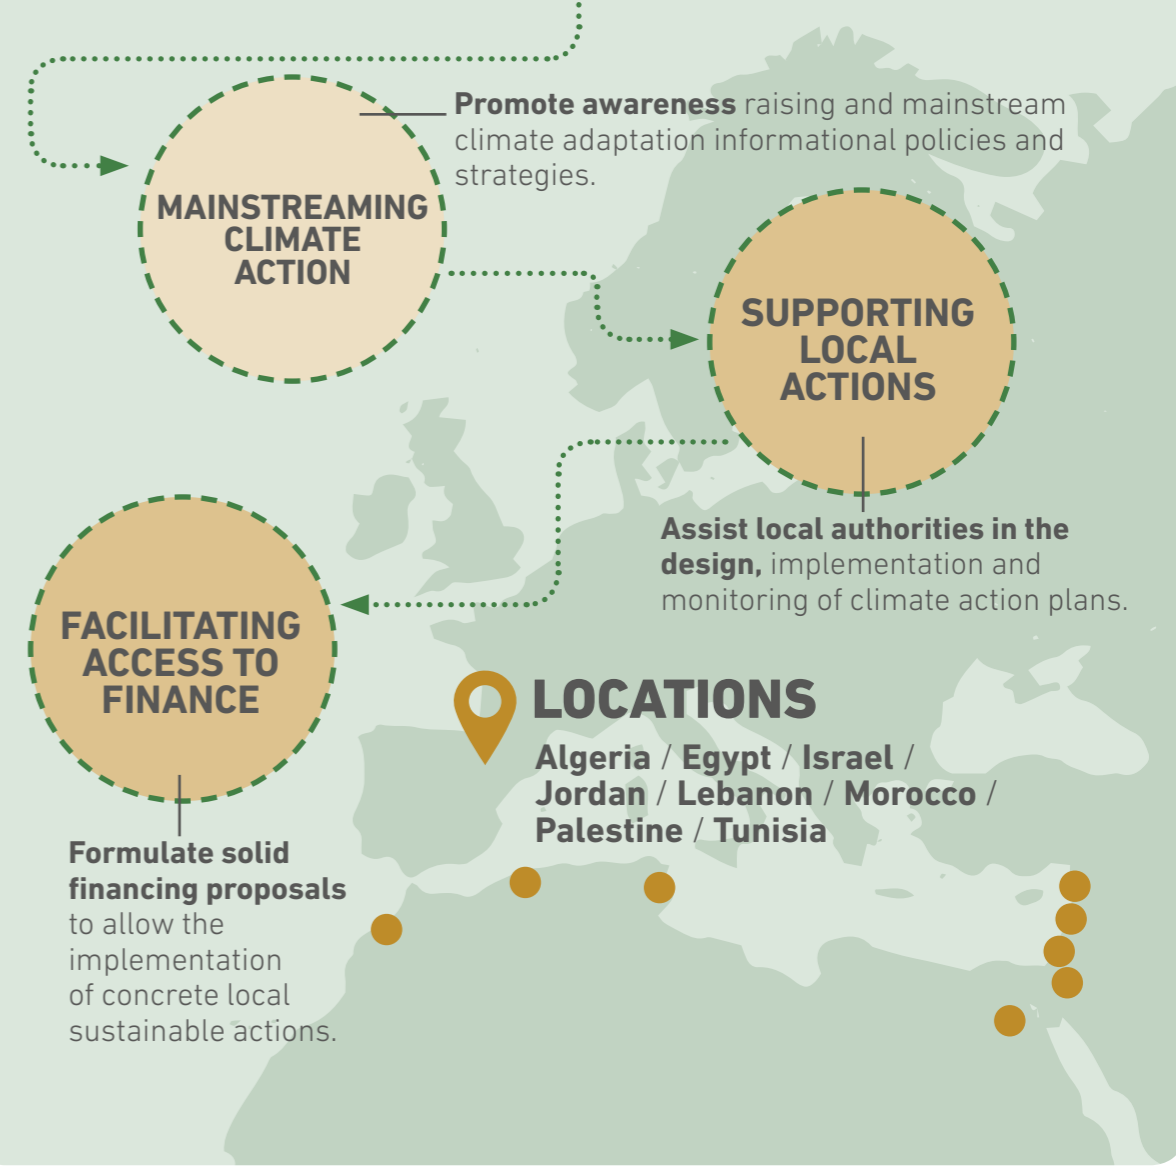 Promote awareness raising and mainstream
climate adaptation informational policies and
strategies.
MAINSTREAMING
CLIMATE
ACTION
SUPPORTING
LOCAL
ACTIONS
Assist local authorities in the
design, implementation and
monitoring of climate action plans.
FACILITATING
ACCESS TO
FINANCE
Formulate solid
financing proposals
to allow the
implementation
of concrete local
sustainable actions.
LOCATIONS
Algeria / Egypt / Israel /
Jordan / Lebanon / Morocco /
Palestine / Tunisia